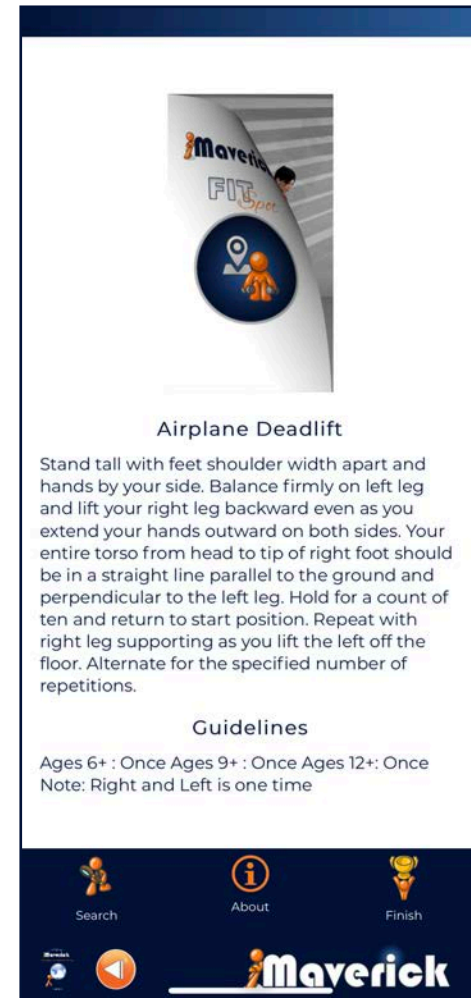 iMaverick
FIT
Spot
Airplane Deadlift
Stand tall with feet shoulder width apart and
hands by your side. Balance firmly on left leg
and lift your right leg backward even as you
extend your hands outward on both sides. Your
entire torso from head to tip of right foot should
be in a straight line parallel to the ground and
perpendicular to the left leg. Hold for a count of
ten and return to start position. Repeat with
right leg supporting as you lift the left off the
floor. Alternate for the specified number of
repetitions.
Guidelines
Ages 6+ : Once Ages 9+ : Once Ages 12+: Once
Note: Right and Left is one time
Search
About
Finish
iMaverick